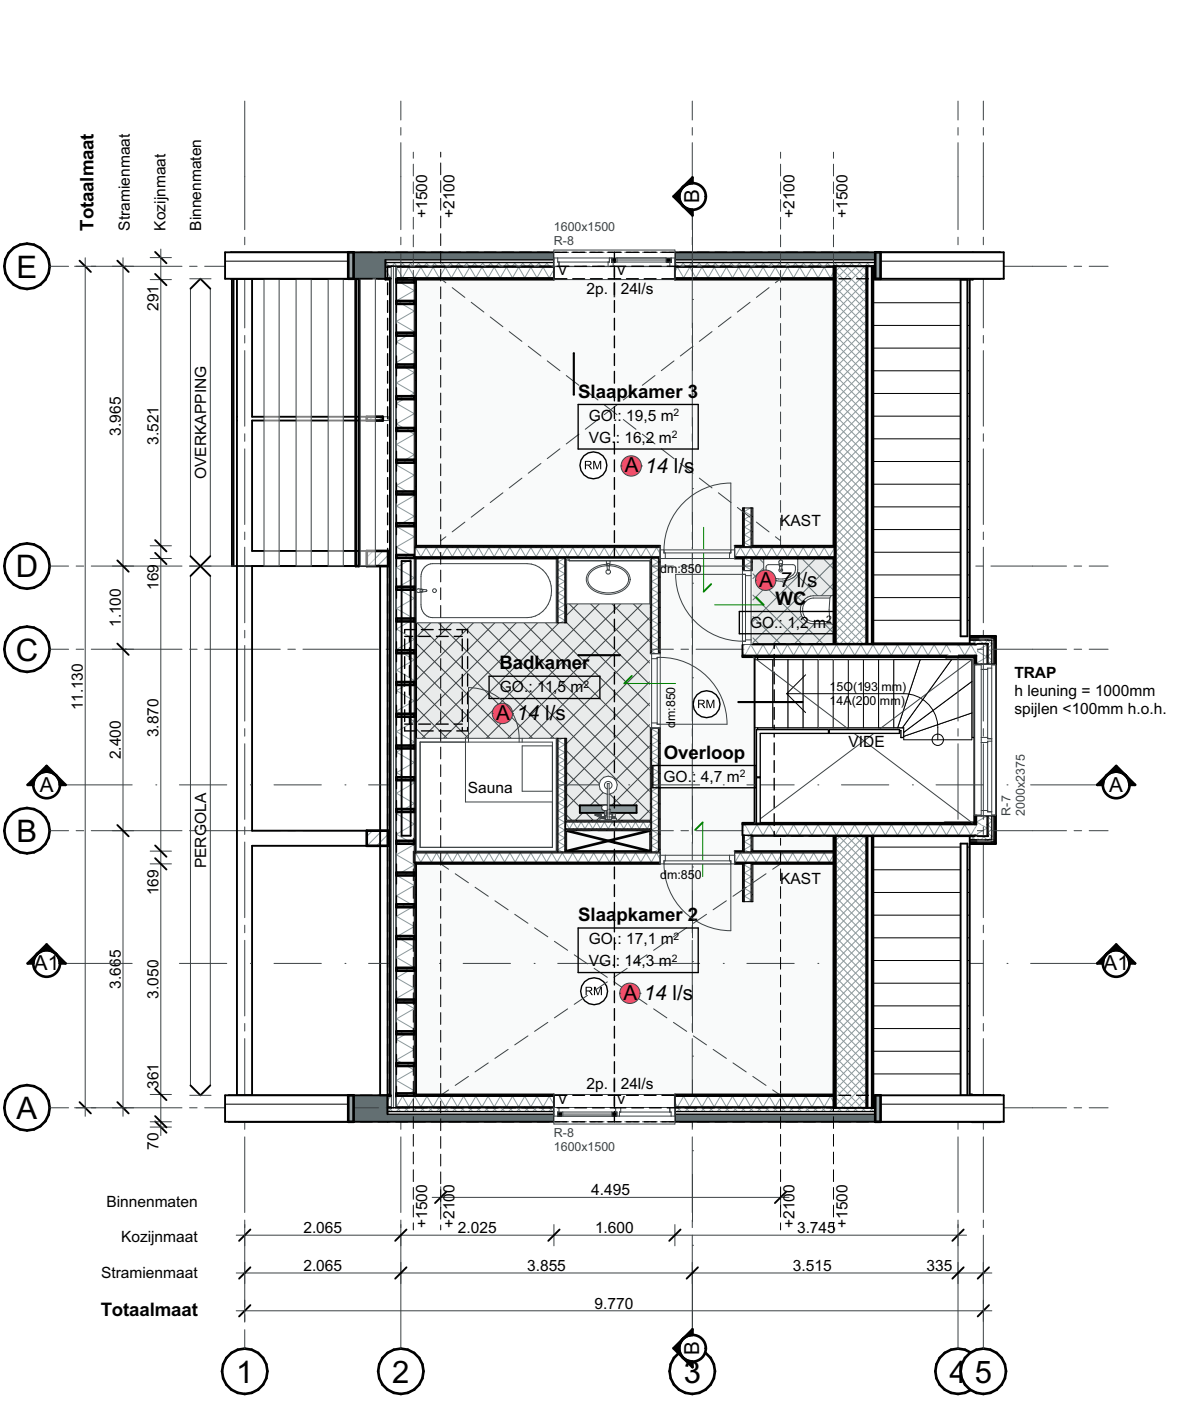 Totaalmaat
Stramienmaat
Kozijnmaat
Binnenmaten
+1500
+2100
B
+2100
+1500
1600x1500
R-8
E
V V
2p. 24l/s
291
OVERKAPPING
3.965
3.521
Slaapkamer 3
GO.: 19,5 m²
VG.: 16,2 m²
RM A 14 l/s
KAST
D
169
dm:850
A 7 l/s
WC
GO.: 1,2 m²
1.100
C
11.130
Badkamer
GO.: 11,5 m²
A 14 l/s
dm:850
RM
15O(193 mm)
14A(200 mm)
TRAP
h leuning = 1000mm
spijlen <100mm h.o.h.
2.400
3.870
VIDE
Overloop
GO.: 4,7 m²
A
Sauna
A
R-7
2000x2375
B
PERGOLA
169
dm:850
KAST
Slaapkamer 2
GO.: 17,1 m²
VG.: 14,3 m²
RM A 14 l/s
A1
3.665
3.050
A1
361
2p. 24l/s
V V
A
70
R-8
1600x1500
+1500
+2100
+2100
+1500
Binnenmaten
4.495
Kozijnmaat
2.065 2.025 1.600 3.745
Stramienmaat
2.065 3.855 3.515 335
Totaalmaat
9.770
B
1 2 3 4 5